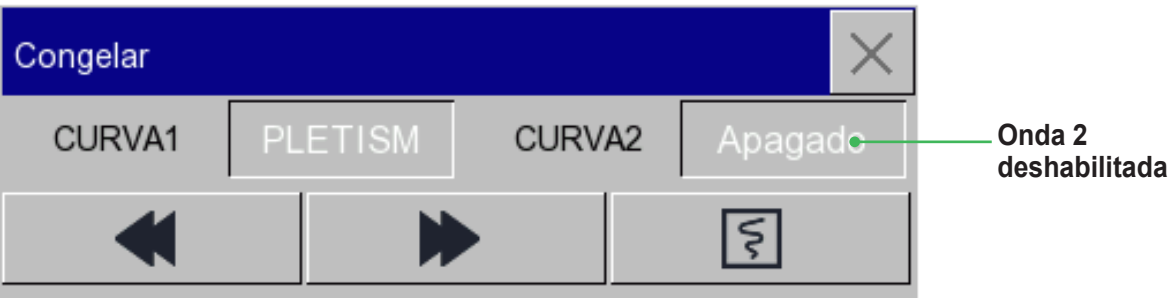 Congelar
CURVA1 PLETISM CURVA2 Apagado
Onda 2
deshabilitada